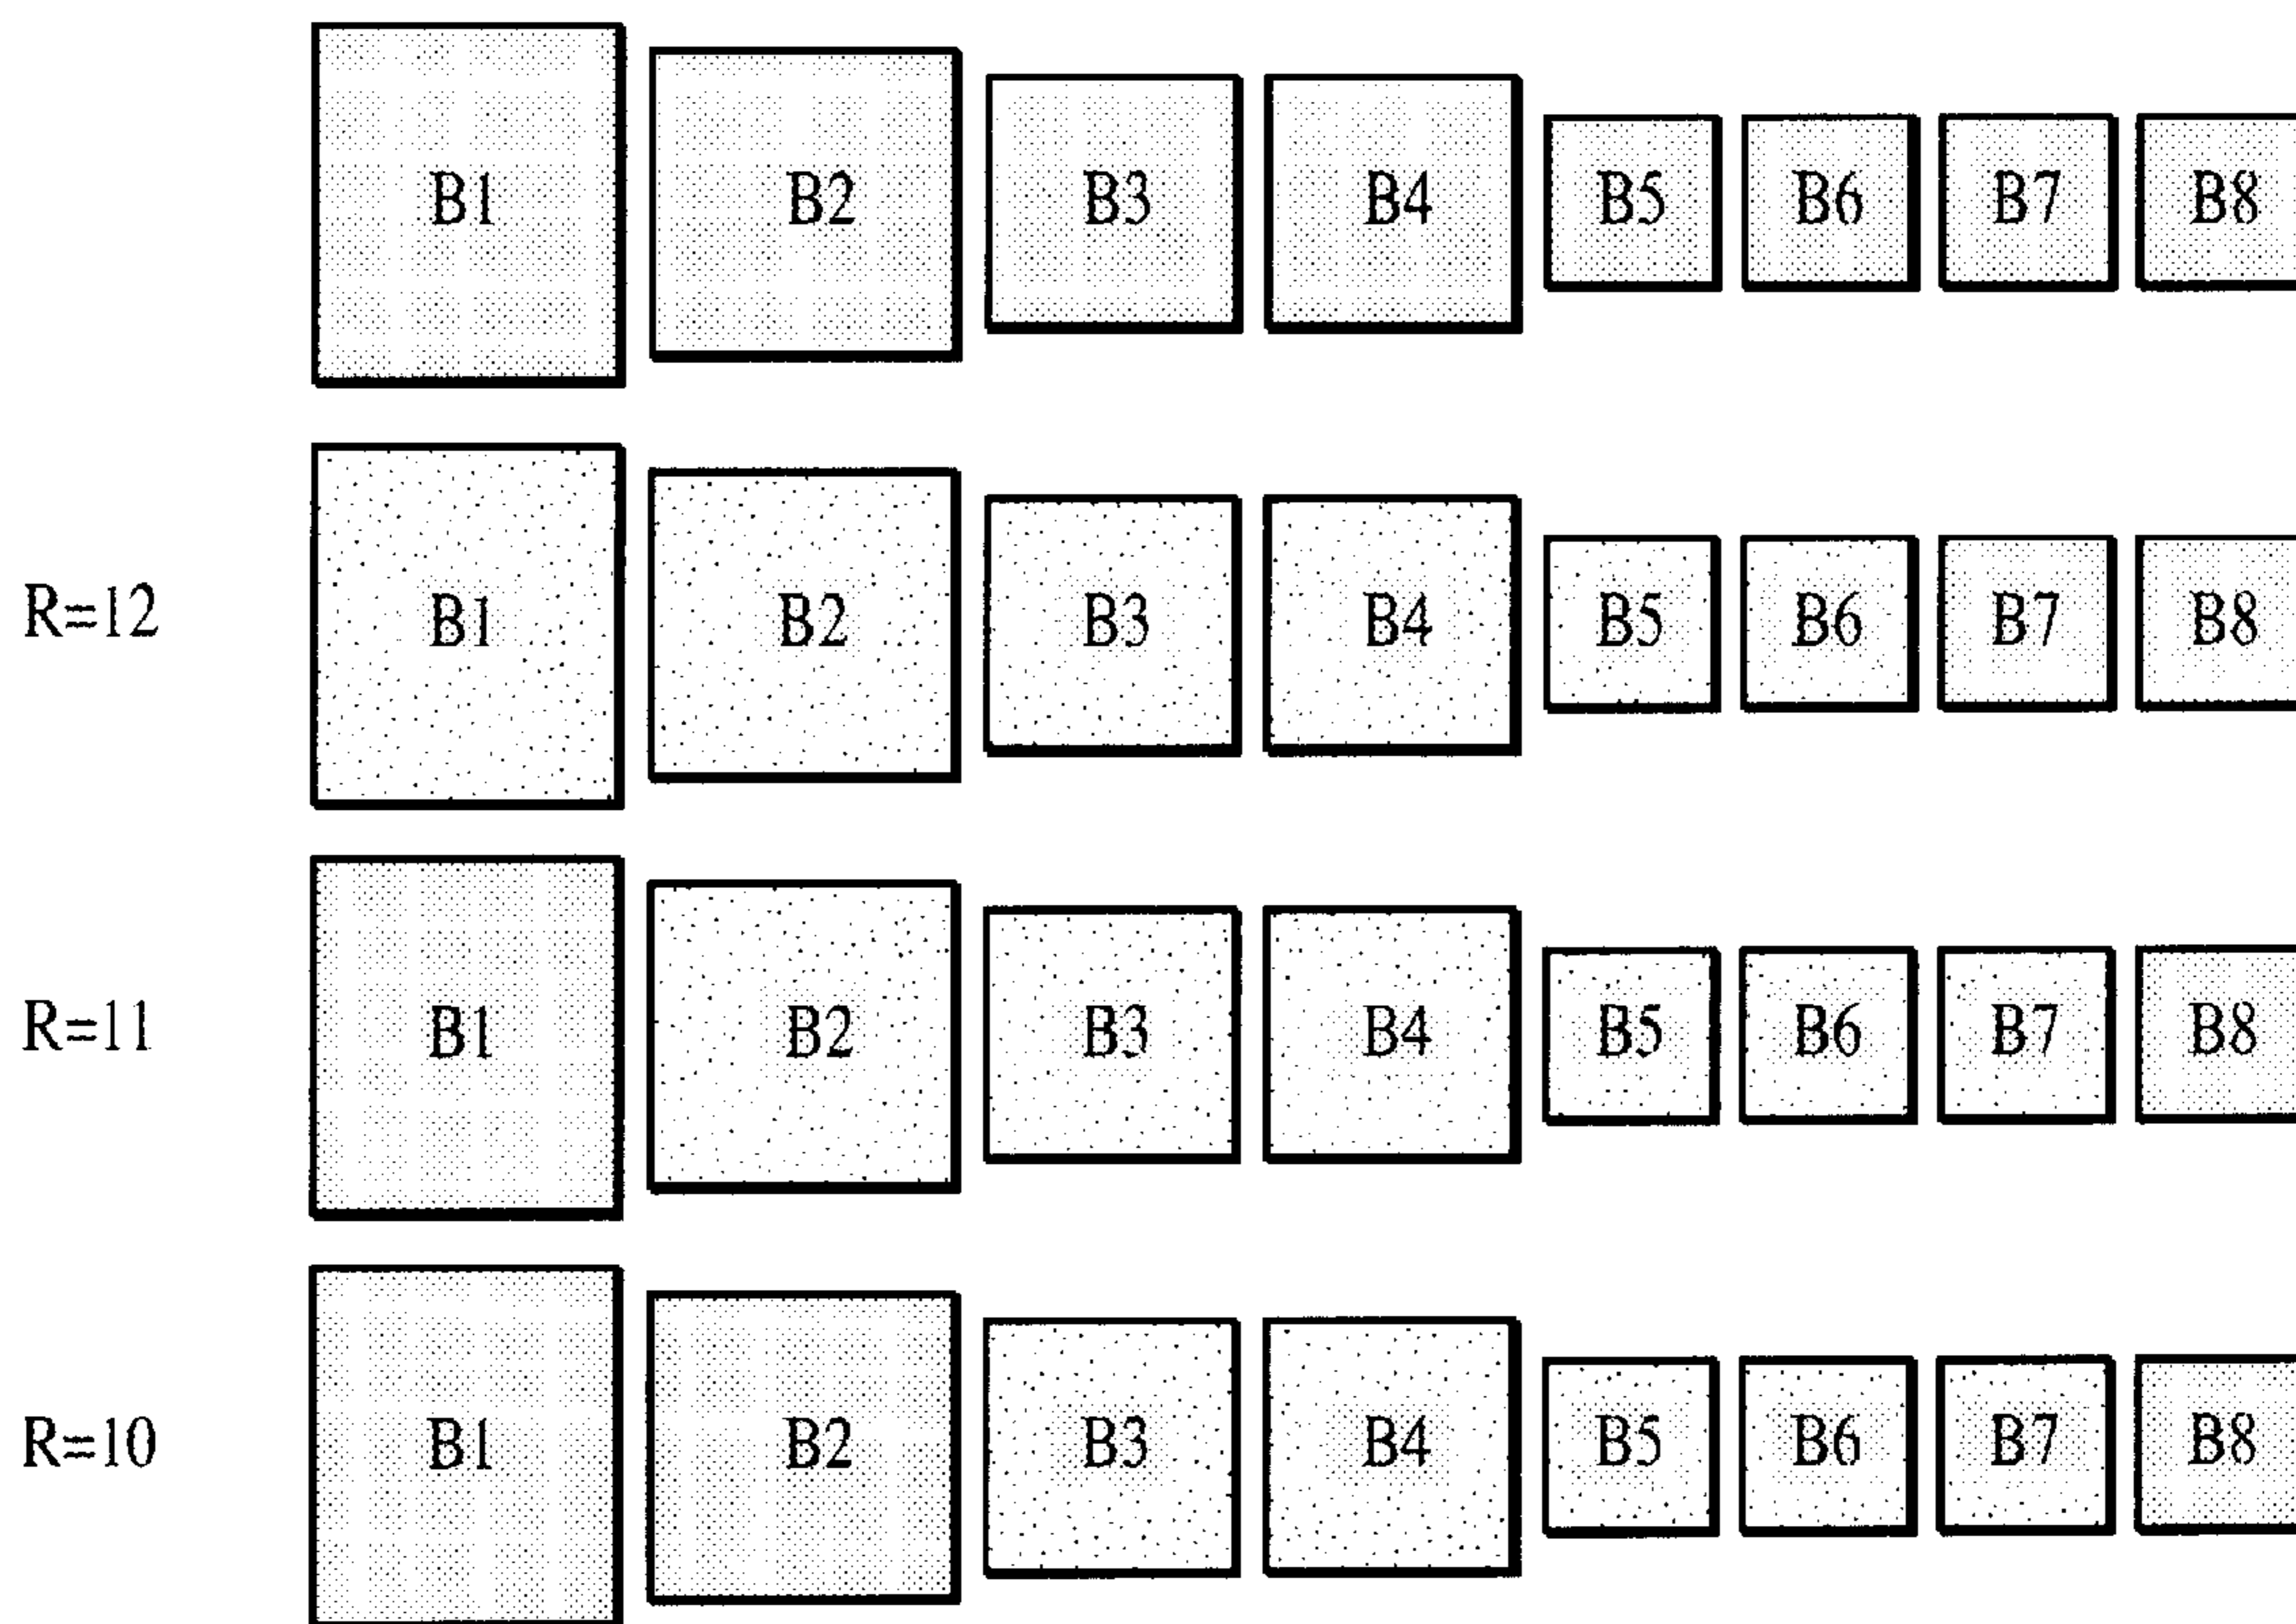 B1 B2 B3 B4 B5 B6 B7 B8
R=12 B1 B2 B3 B4 B5 B6 B7 B8
R=11 B1 B2 B3 B4 B5 B6 B7 B8
R=10 B1 B2 B3 B4 B5 B6 B7 B8